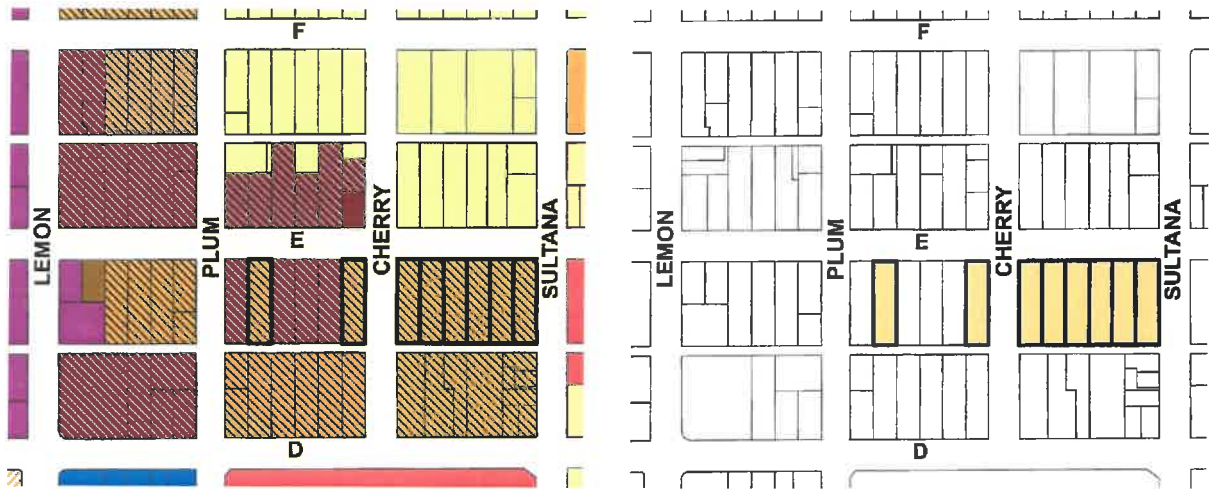 F
F
LEMON
PLUM
CHERRY
SULTANA
E
LEMON
PLUM
CHERRY
SULTANA
E
D
D